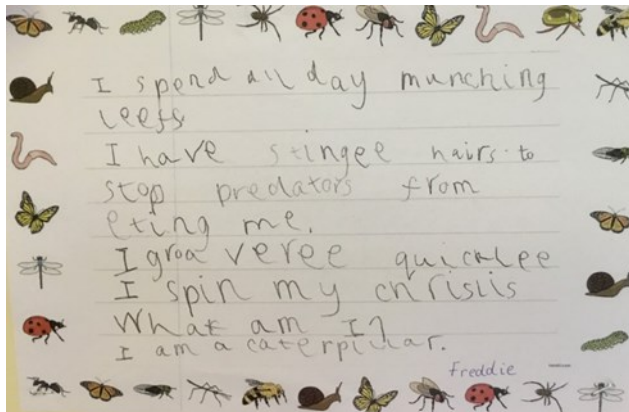 I spend all day munching
leefs
I have stingee hairs to
stop predators from
eting me.
I groa veree quicklee
I spin my chrisiis
What am I?
I am a caterpillar.
Freddie